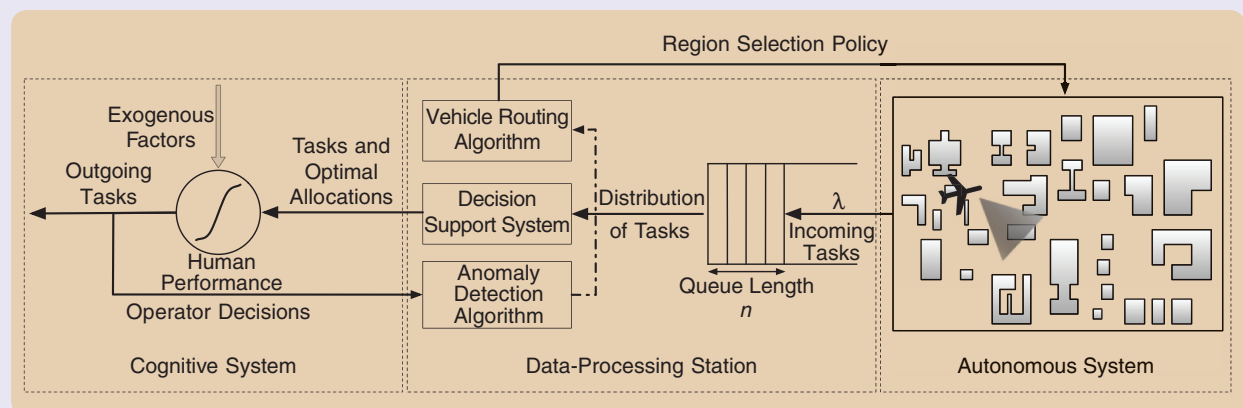 Region Selection Policy
Exogenous
Factors
Outgoing
Tasks
Tasks and
Optimal
Allocations
Human
Performance
Operator Decisions
Cognitive System
Vehicle Routing
Algorithm
Decision
Support System
Anomaly
Detection
Algorithm
Distribution
of Tasks
Queue Length
n
Data-Processing Station
λ
Incoming
Tasks
Autonomous System